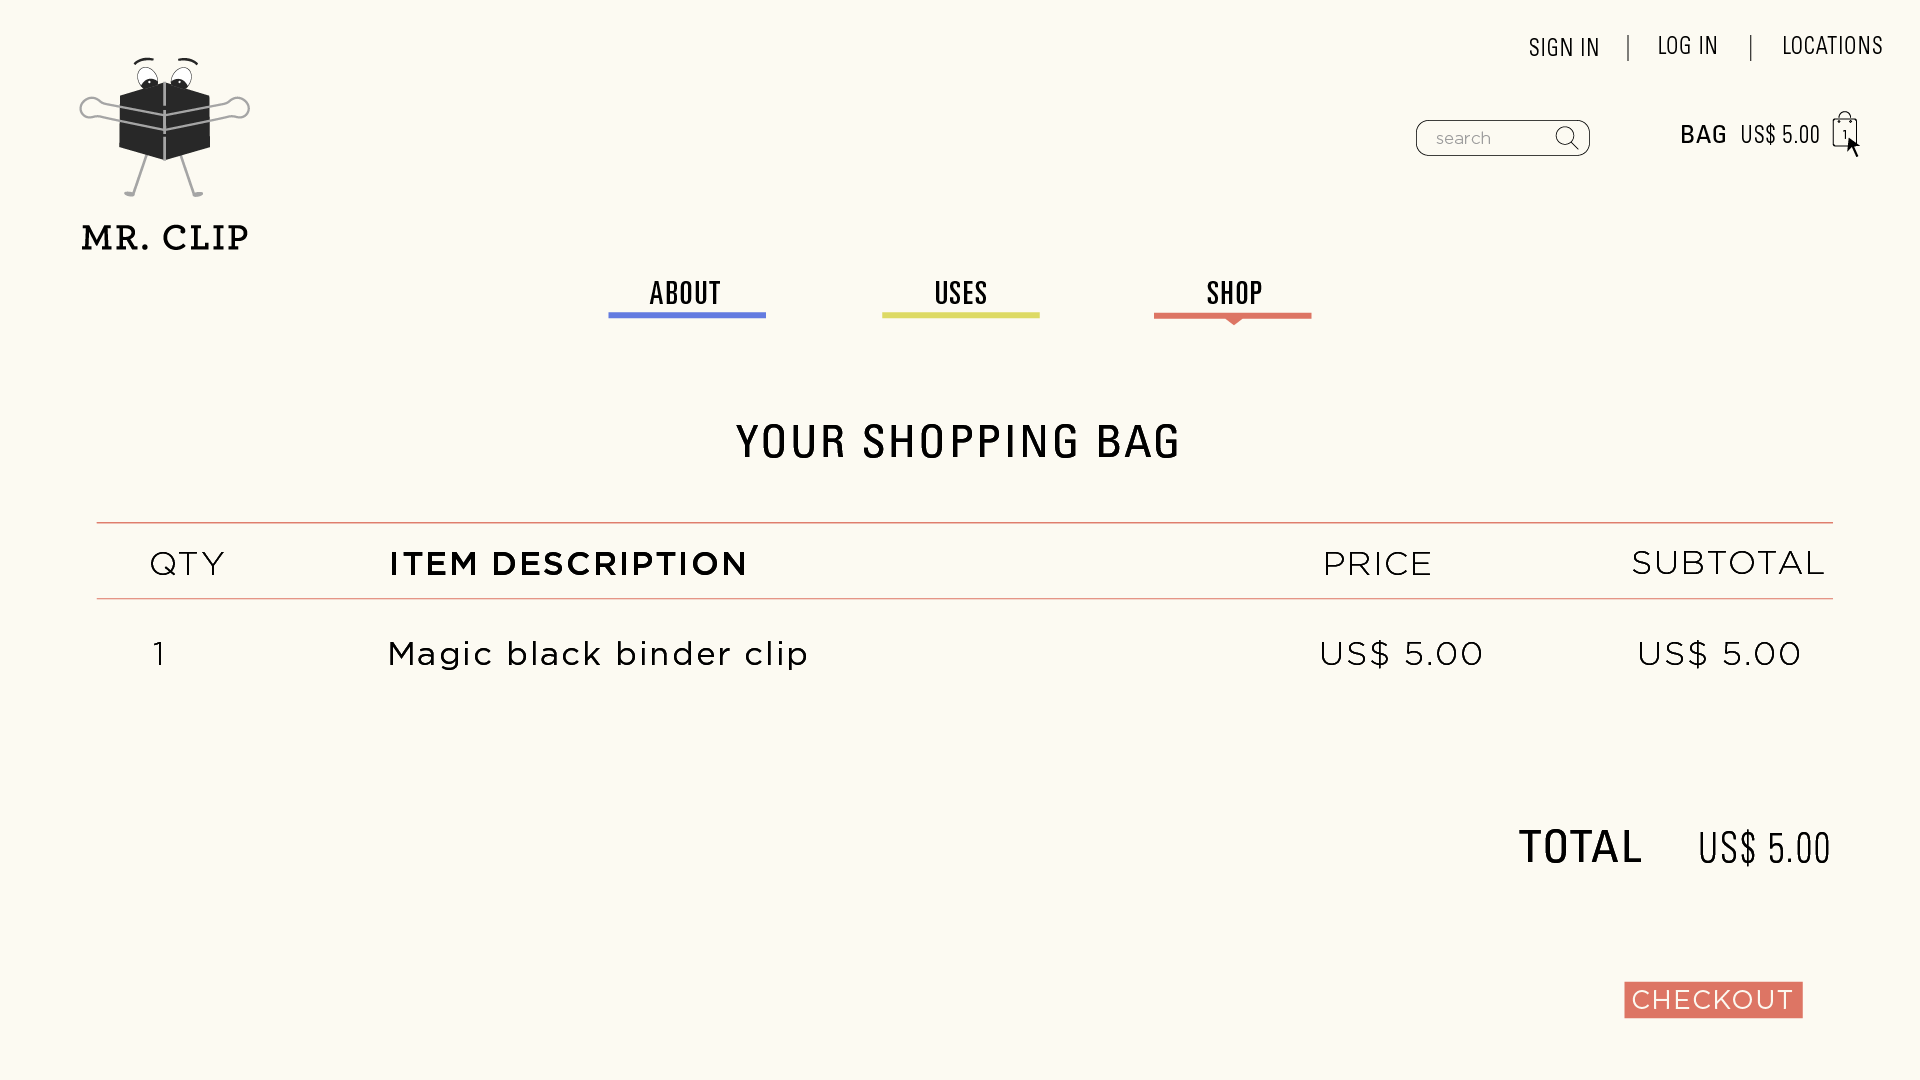 SIGN IN | LOG IN | LOCATIONS
search
BAG US$ 5.00 1
MR. CLIP
ABOUT USES SHOP
YOUR SHOPPING BAG
QTY ITEM DESCRIPTION PRICE SUBTOTAL
1 Magic black binder clip US$ 5.00 US$ 5.00
TOTAL US$ 5.00
CHECKOUT